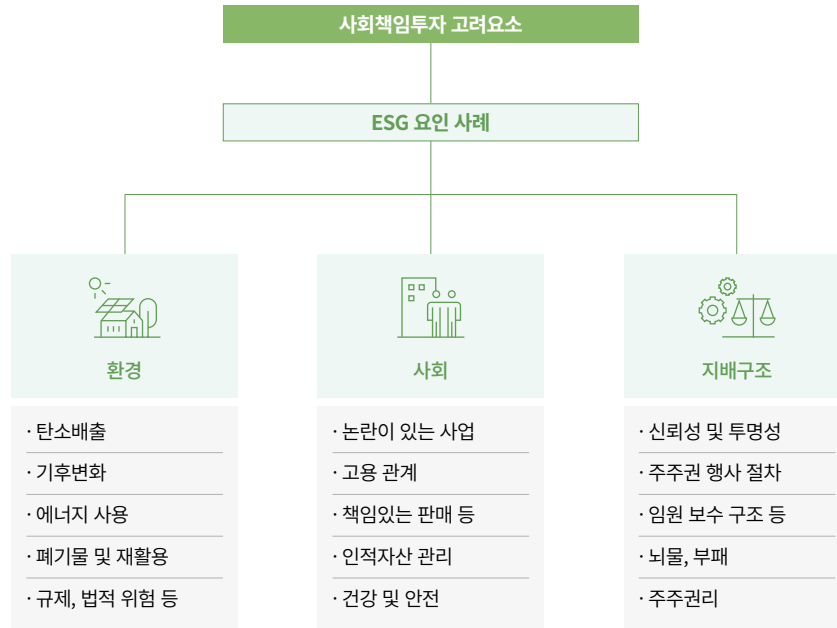 사회책임투자 고려요소
ESG 요인 사례
환경
· 탄소배출
· 기후변화
· 에너지 사용
· 폐기물 및 재활용
· 규제, 법적 위험 등
사회
· 논란이 있는 사업
· 고용 관계
· 책임있는 판매 등
· 인적자산 관리
· 건강 및 안전
지배구조
· 신뢰성 및 투명성
· 주주권 행사 절차
· 임원 보수 구조 등
· 뇌물, 부패
· 주주권리